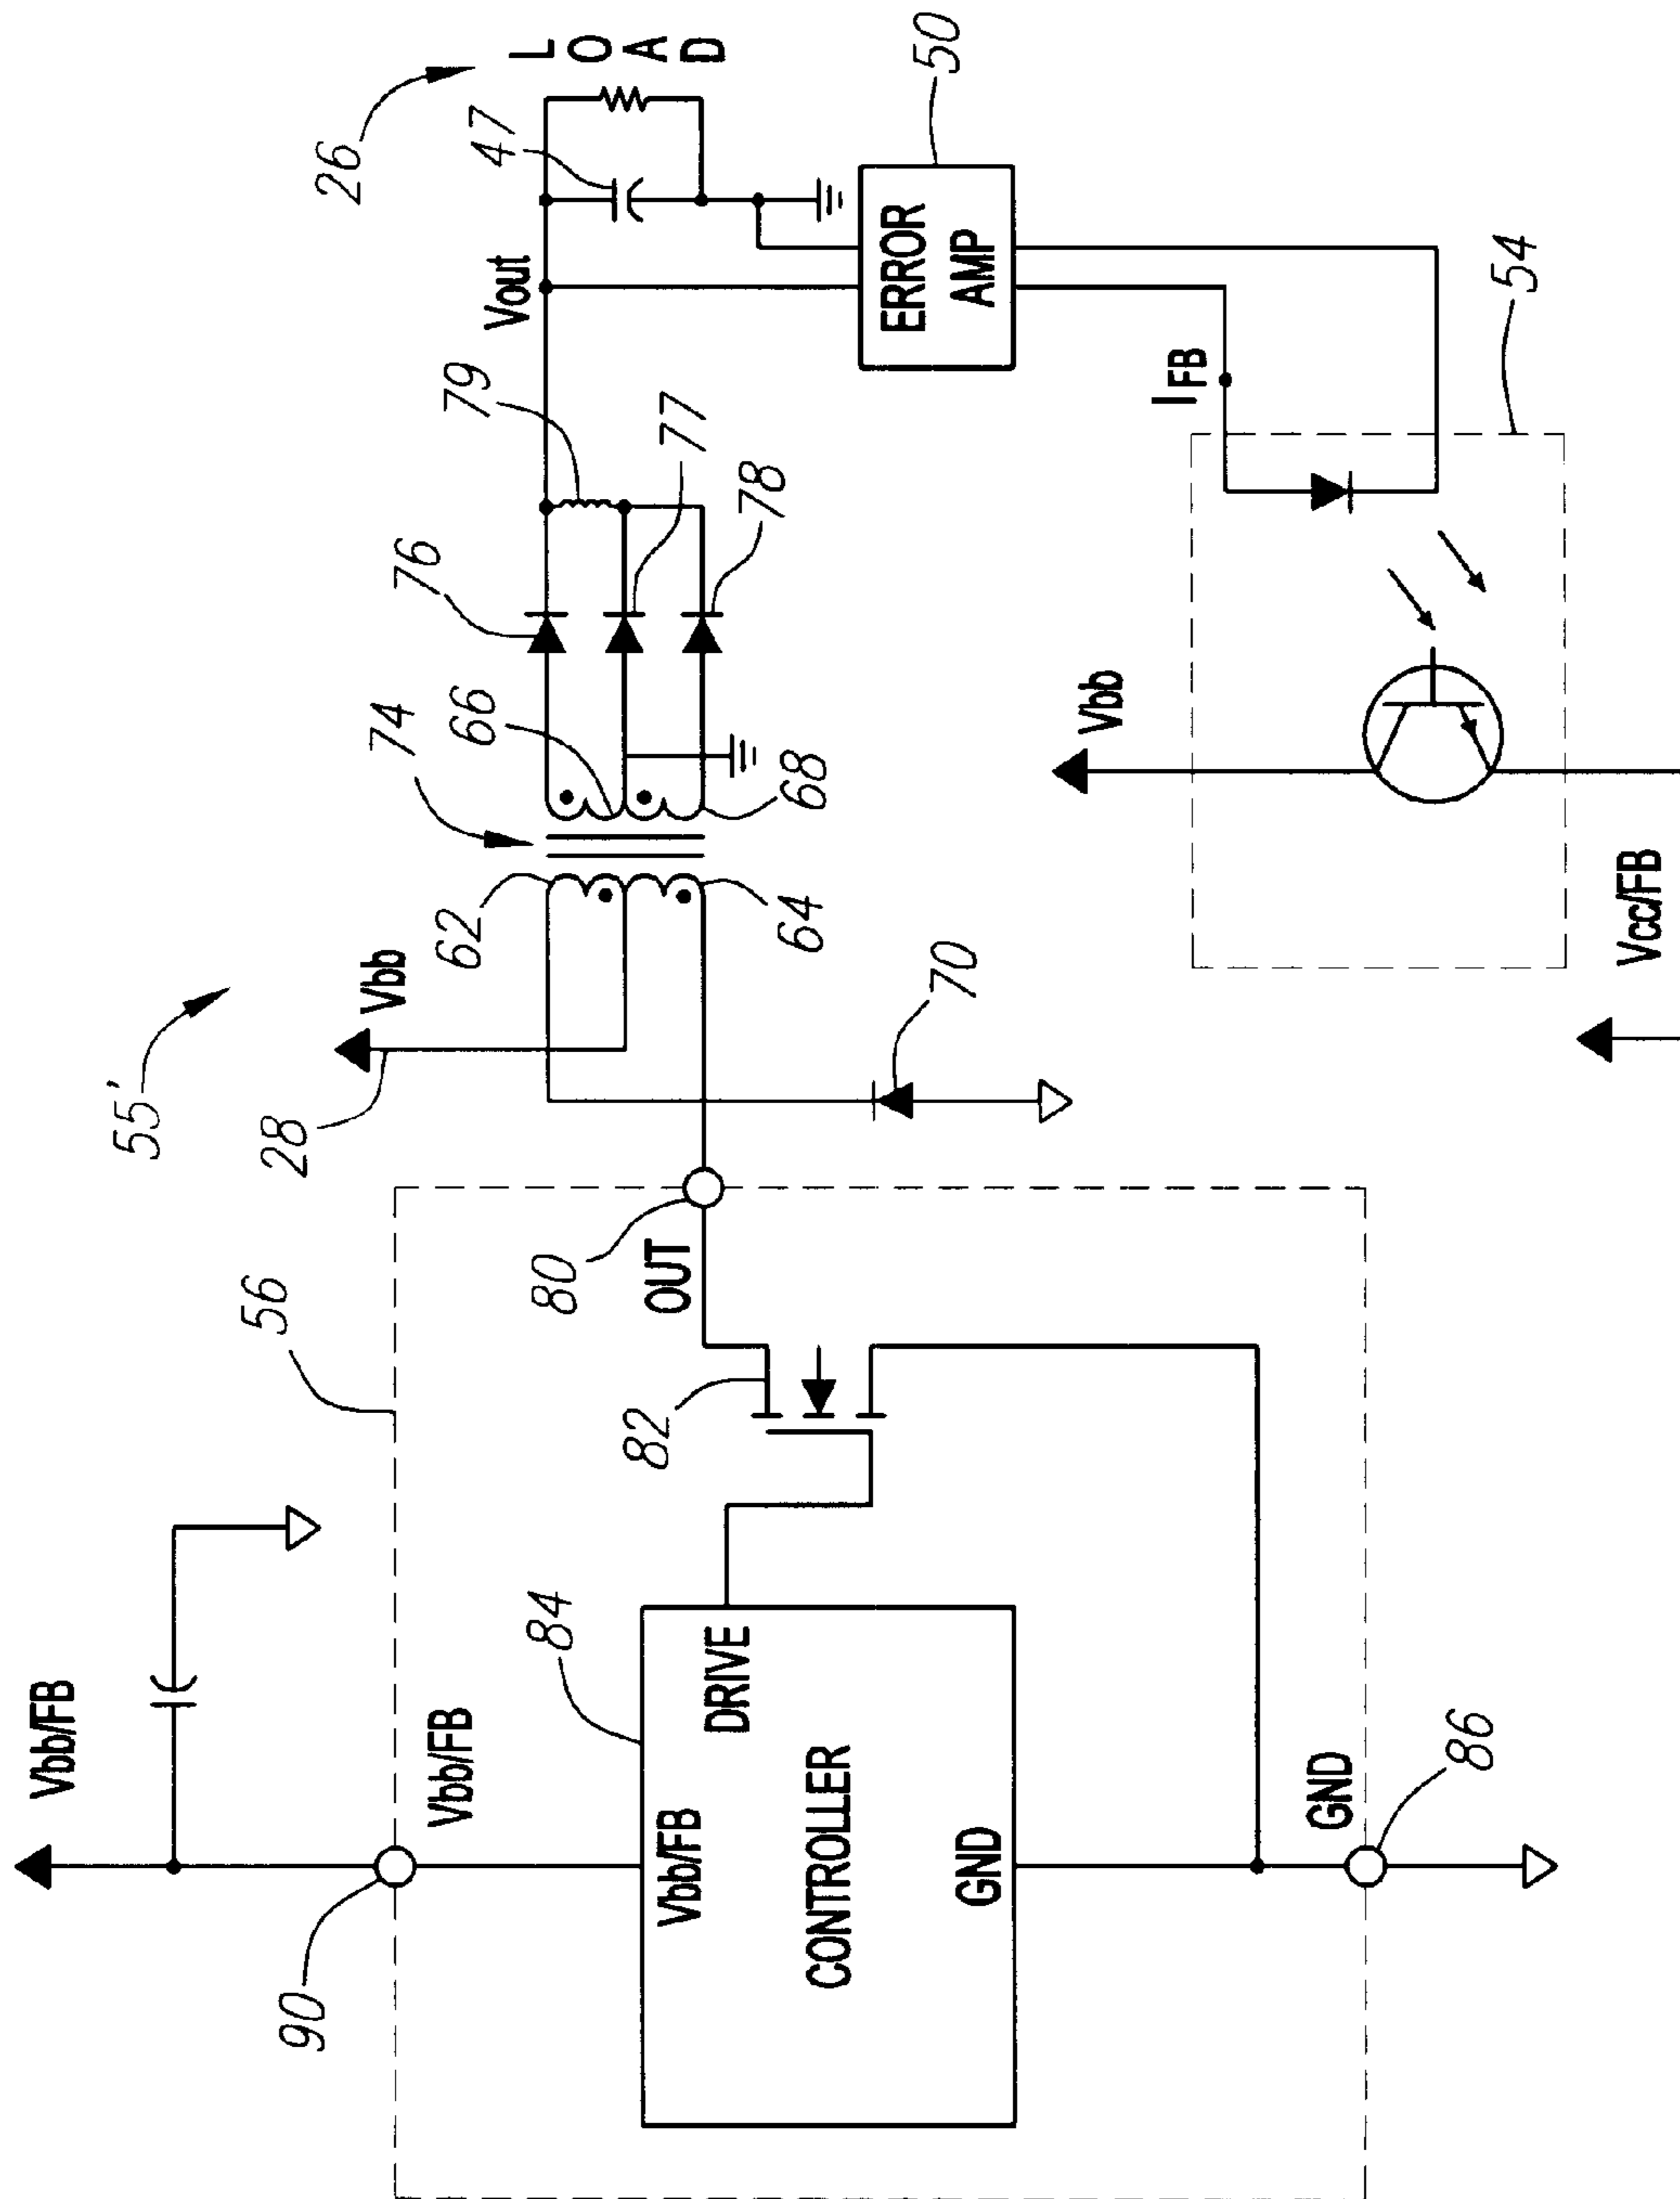 55'
26
LOAD
47
Vout
79
76
77
78
74
66
68
62
64
Vbb
28
70
50
ERROR
AMP
IFB
54
Vbb
Vcc/FB
56
80
OUT
82
84
DRIVE
Vbb/FB
CONTROLLER
GND
Vbb/FB
Vbb/FB
90
GND
86